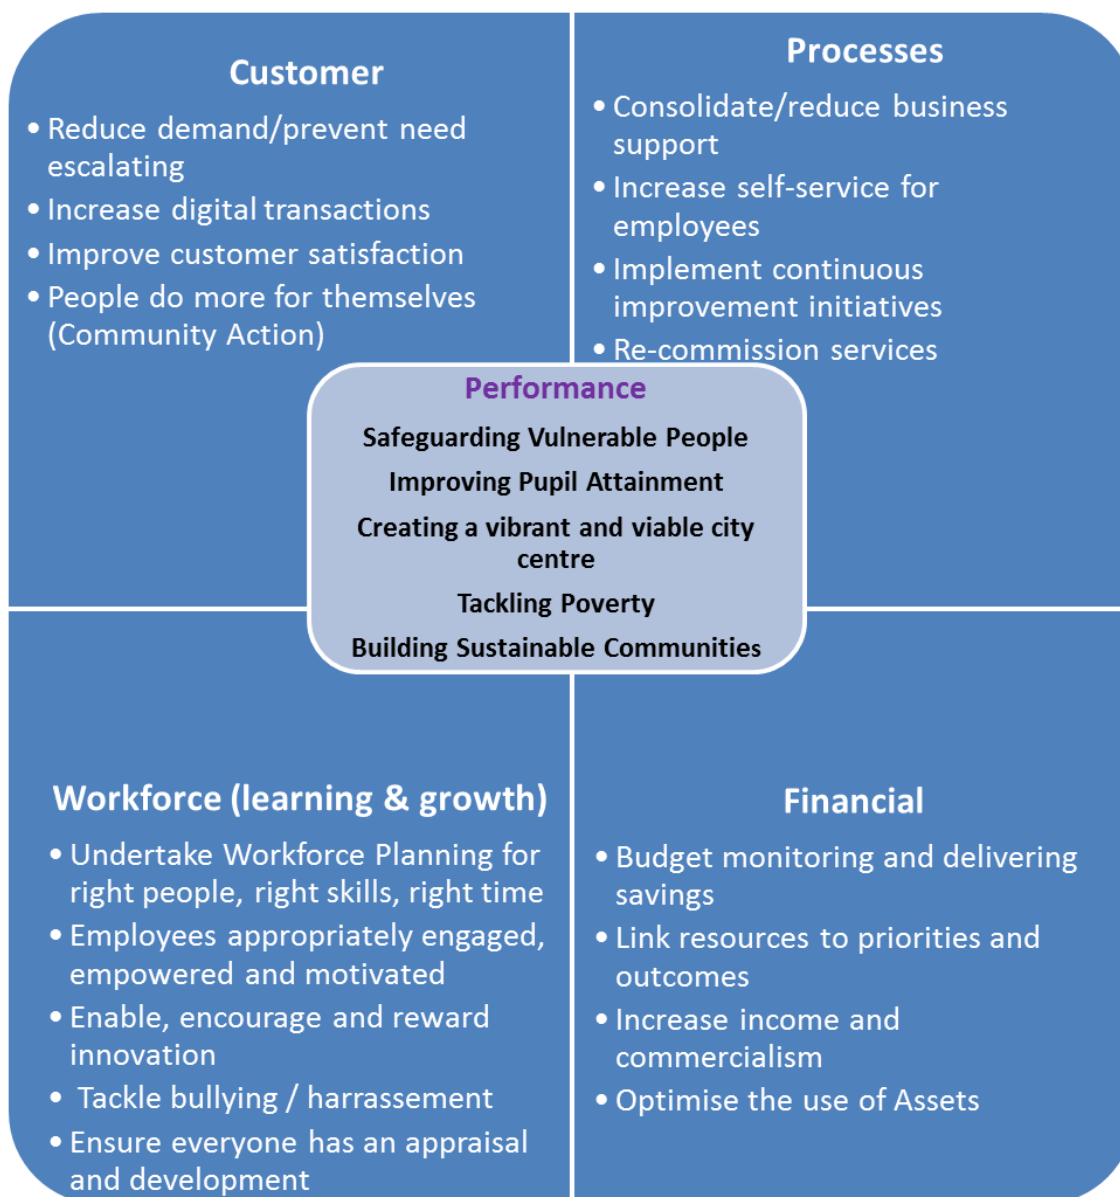 Customer
• Reduce demand/prevent need
escalating
• Increase digital transactions
• Improve customer satisfaction
• People do more for themselves
(Community Action)
Processes
• Consolidate/reduce business
support
• Increase self-service for
employees
• Implement continuous
improvement initiatives
• Re-commission services
Performance
Safeguarding Vulnerable People
Improving Pupil Attainment
Creating a vibrant and viable city
centre
Tackling Poverty
Building Sustainable Communities
Workforce (learning & growth)
• Undertake Workforce Planning for
right people, right skills, right time
• Employees appropriately engaged,
empowered and motivated
• Enable, encourage and reward
innovation
• Tackle bullying / harrassement
• Ensure everyone has an appraisal
and development
Financial
• Budget monitoring and delivering
savings
• Link resources to priorities and
outcomes
• Increase income and
commercialism
• Optimise the use of Assets